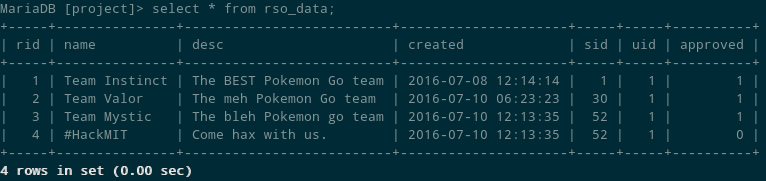 MariaDB [project]> select * from rso_data;
+-----+---------------+--------------------------+---------------------+-----+-----+----------+
| rid | name          | desc                     | created             | sid | uid | approved |
+-----+---------------+--------------------------+---------------------+-----+-----+----------+
|   1 | Team Instinct | The BEST Pokemon Go team | 2016-07-08 12:14:14 |   1 |   1 |        1 |
|   2 | Team Valor    | The meh Pokemon Go team  | 2016-07-10 06:23:23 |  30 |   1 |        1 |
|   3 | Team Mystic   | The bleh Pokemon go team | 2016-07-10 12:13:35 |  52 |   1 |        1 |
|   4 | #HackMIT      | Come hax with us.        | 2016-07-10 12:13:35 |  52 |   1 |        0 |
+-----+---------------+--------------------------+---------------------+-----+-----+----------+
4 rows in set (0.00 sec)